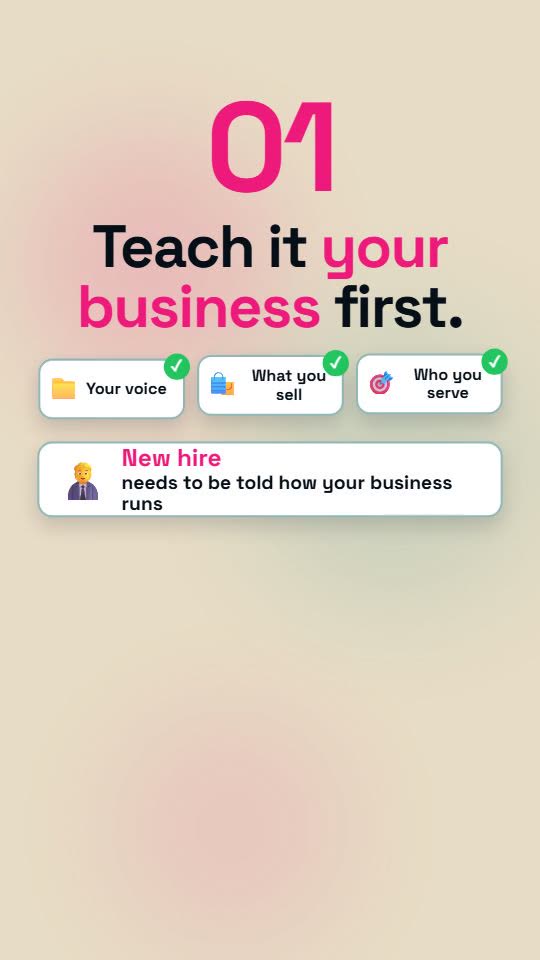 01
Teach it your
business first.
Your voice
What you
sell
Who you
serve
New hire
needs to be told how your business
runs